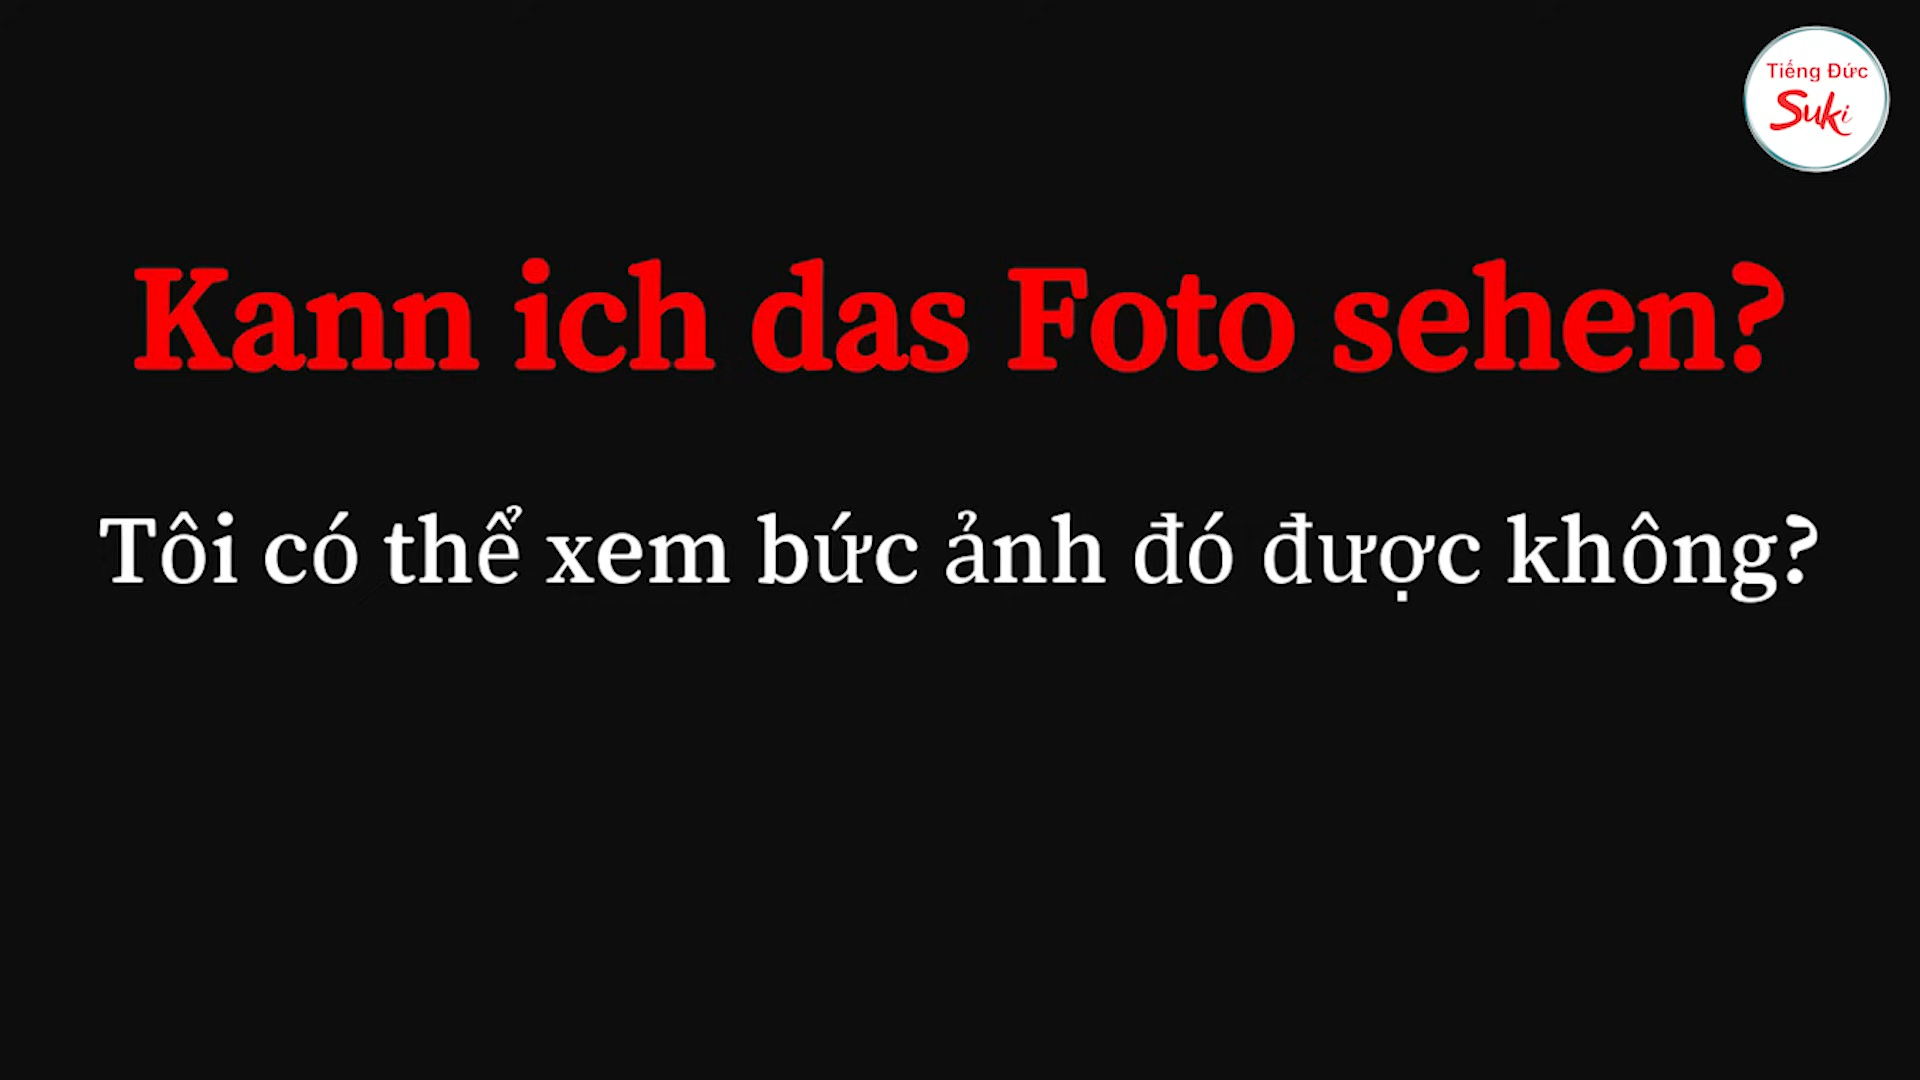 Tiếng Đức
Suki
Kann ich das Foto sehen?
Tôi có thể xem bức ảnh đó được không?